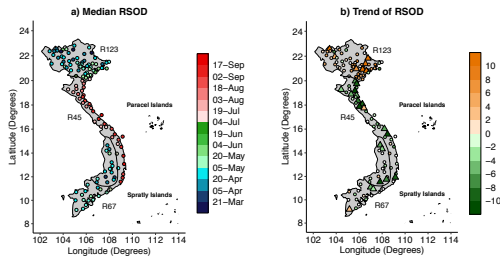 a) Median RSOD
24
22
20
18
16
14
12
10
8
Latitude (Degrees)
R123
R45
R67
Paracel Islands
Spratly Islands
102 104 106 108 110 112 114
Longitude (Degrees)
17−Sep
02−Sep
18−Aug
03−Aug
19−Jul
04−Jul
19−Jun
04−Jun
20−May
05−May
20−Apr
05−Apr
21−Mar
b) Trend of RSOD
24
22
20
18
16
14
12
10
8
Latitude (Degrees)
R123
R45
R67
Paracel Islands
Spratly Islands
102 104 106 108 110 112 114
Longitude (Degrees)
10
8
6
4
2
−2
−4
−6
−8
−10